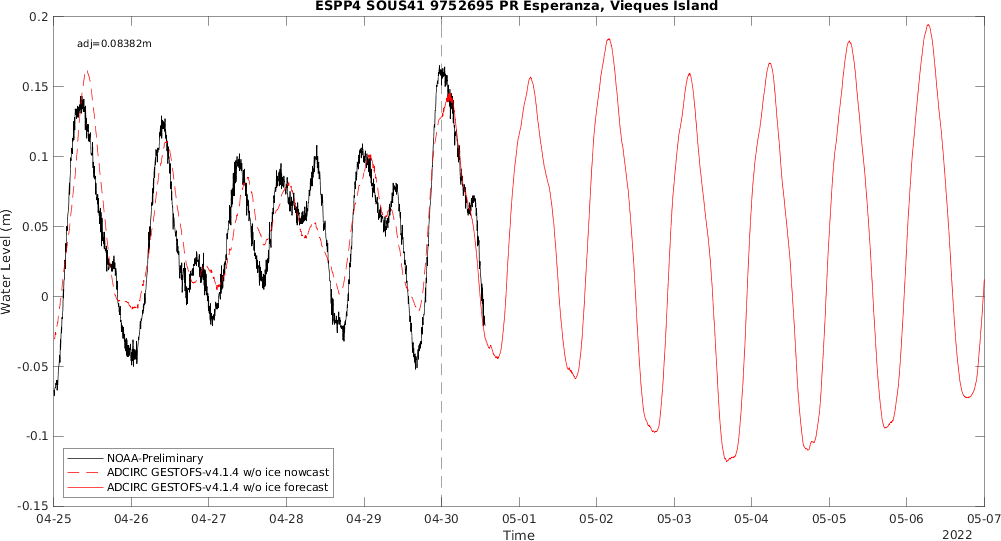 ESPP4 SOUS41 9752695 PR Esperanza, Vieques Island
adj=0.08382m
0.2
0.15
0.1
0.05
0
-0.05
-0.1
-0.15
Water Level (m)
NOAA-Preliminary
ADCIRC GESTOFS-v4.1.4 w/o ice nowcast
ADCIRC GESTOFS-v4.1.4 w/o ice forecast
04-25 04-26 04-27 04-28 04-29 04-30 05-01 05-02 05-03 05-04 05-05 05-06 05-07
Time
2022